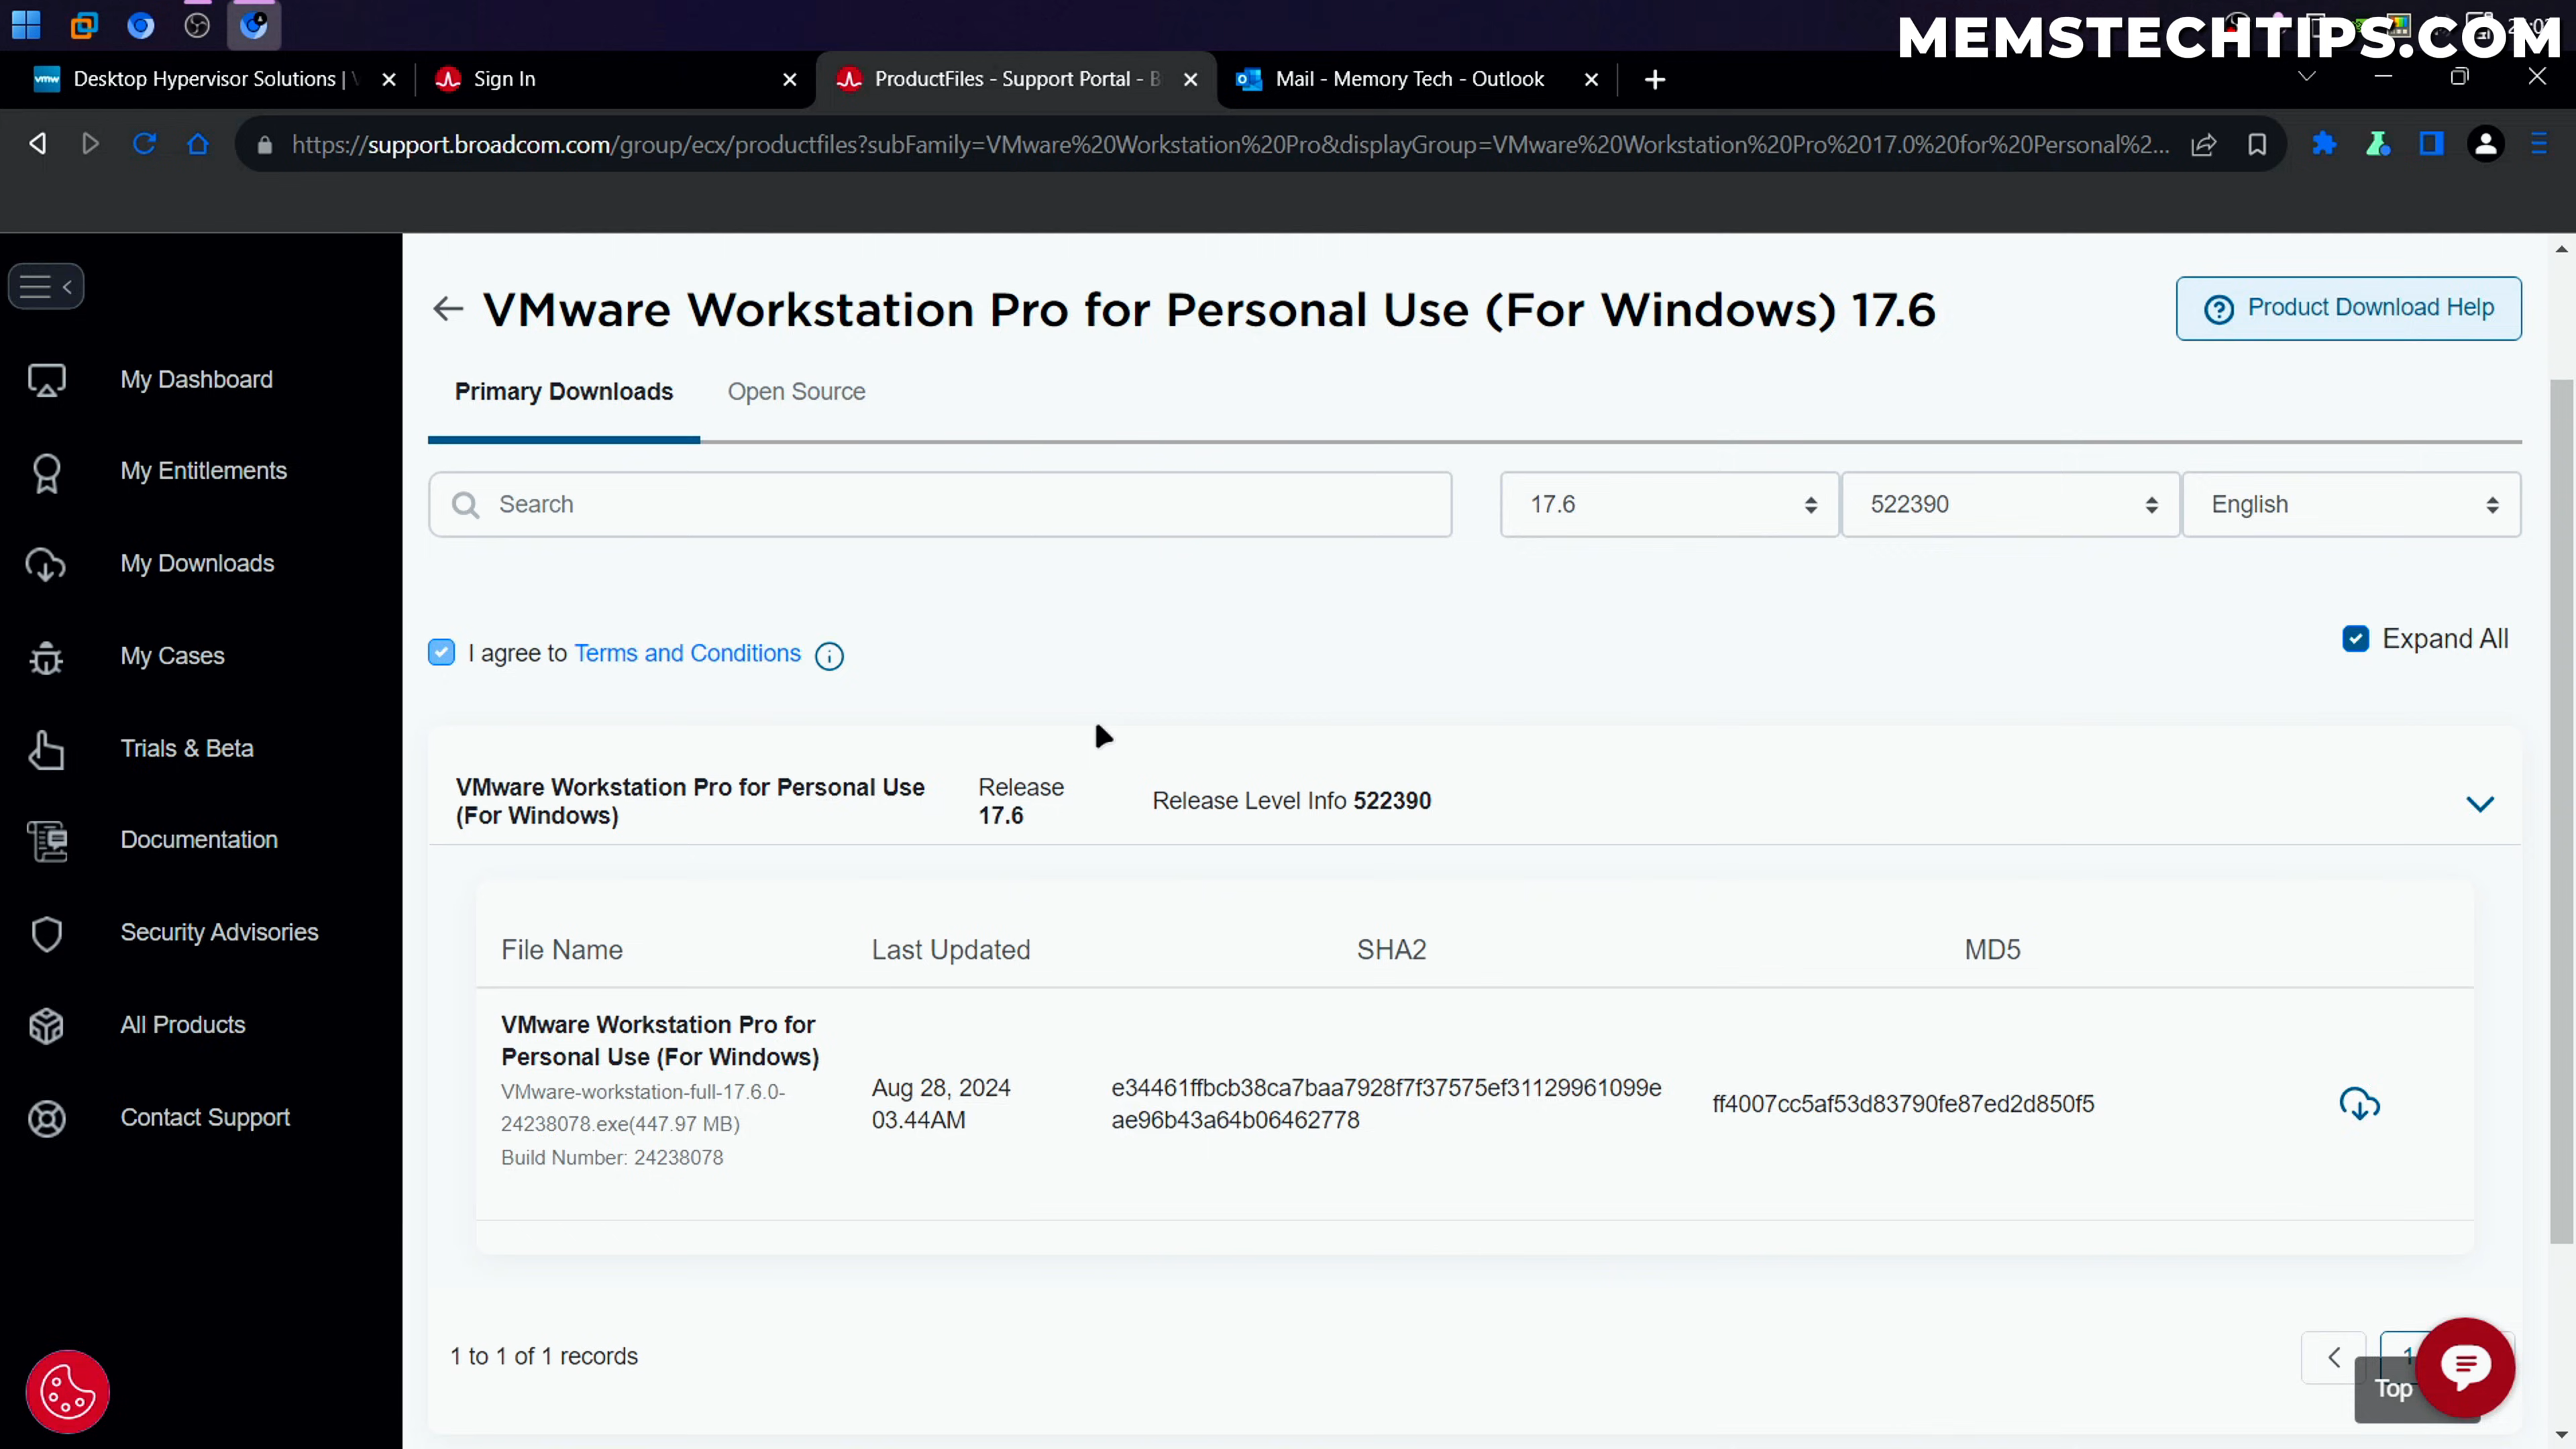 MEMSTECHTIPS.COM
vmw Desktop Hypervisor Solutions |
Sign In
ProductFiles - Support Portal - B
Mail - Memory Tech - Outlook
https://support.broadcom.com/group/ecx/productfiles?subFamily=VMware%20Workstation%20Pro&displayGroup=VMware%20Workstation%20Pro%2017.0%20for%20Personal%2...
VMware Workstation Pro for Personal Use (For Windows) 17.6
Product Download Help
My Dashboard
My Entitlements
My Downloads
My Cases
Trials & Beta
Documentation
Security Advisories
All Products
Contact Support
Primary Downloads
Open Source
Search
17.6
522390
English
I agree to Terms and Conditions
Expand All
VMware Workstation Pro for Personal Use
(For Windows)
Release
17.6
Release Level Info 522390
File Name
Last Updated
SHA2
MD5
VMware Workstation Pro for
Personal Use (For Windows)
VMware-workstation-full-17.6.0-
24238078.exe(447.97 MB)
Build Number: 24238078
Aug 28, 2024
03.44AM
e34461ffbcb38ca7baa7928f7f37575ef31129961099e
ae96b43a64b06462778
ff4007cc5af53d83790fe87ed2d850f5
1 to 1 of 1 records
1
Top